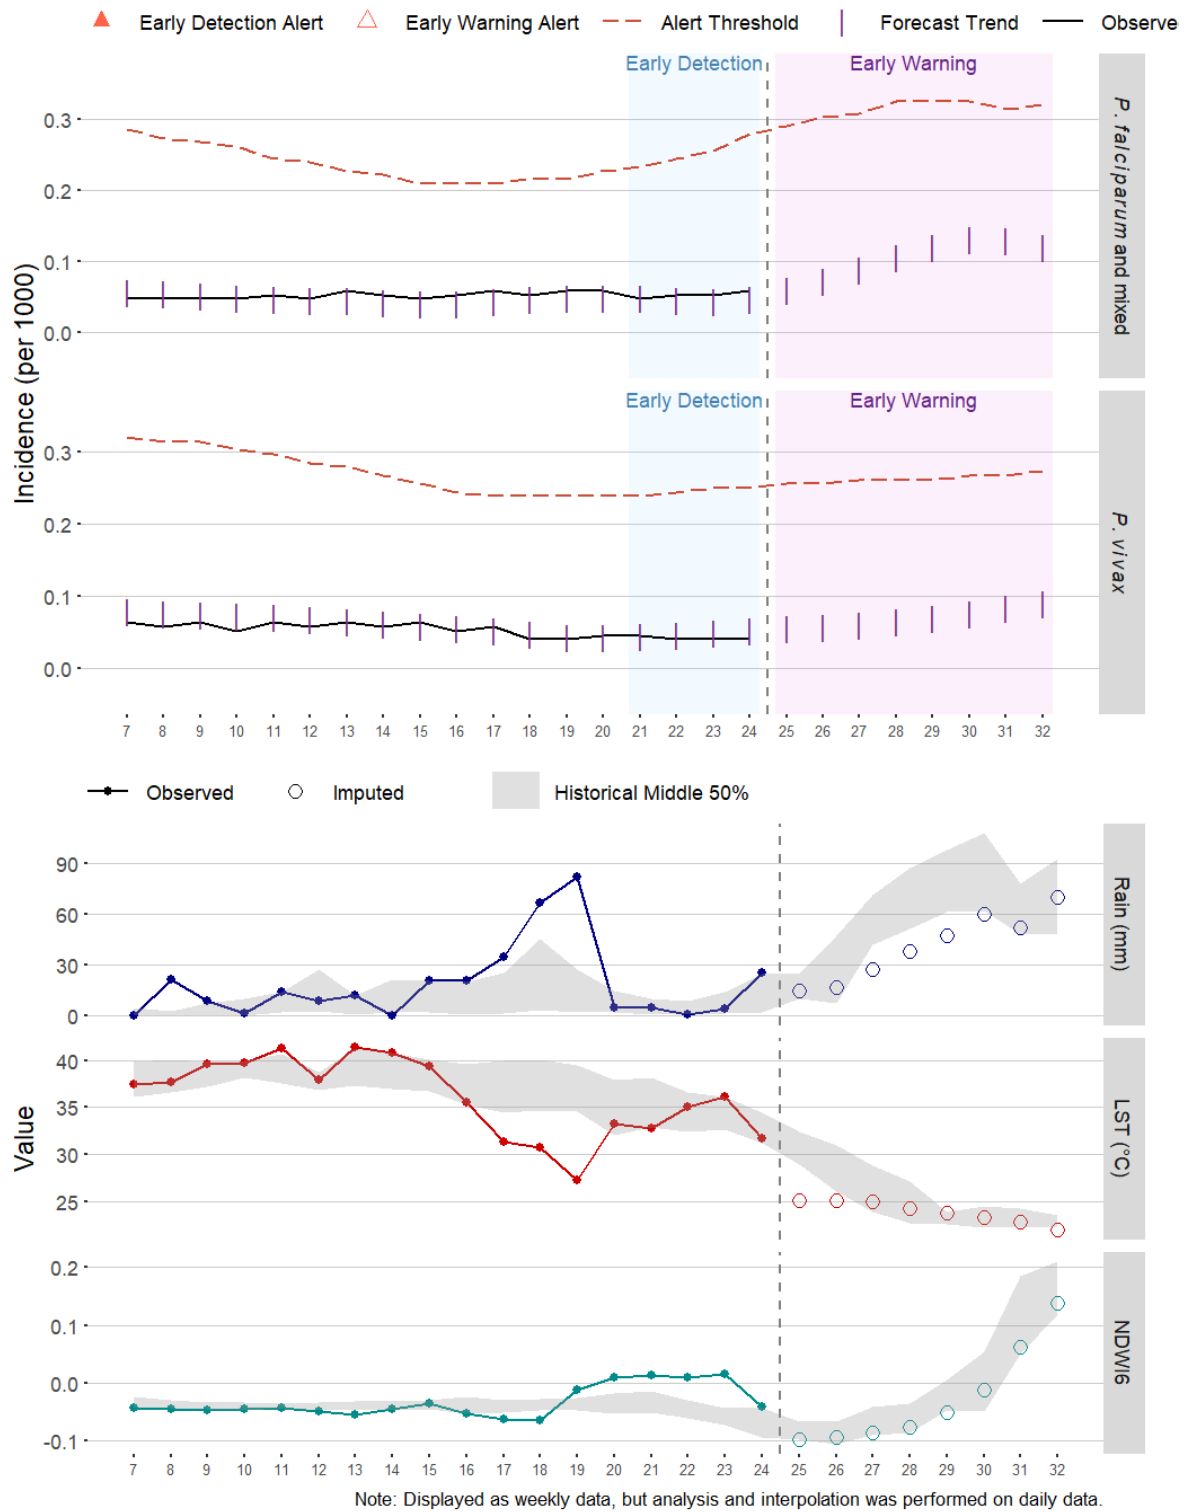 Early Detection Alert Early Warning Alert Alert Threshold Forecast Trend Observe
Early Detection Early Warning
0.3
0.2
0.1
0.0
P. falciparum and mixed
Incidence (per 1000)
Early Detection Early Warning
0.3
0.2
0.1
0.0
P. vivax
7 8 9 10 11 12 13 14 15 16 17 18 19 20 21 22 23 24 25 26 27 28 29 30 31 32
Observed Imputed Historical Middle 50%
90
60
30
0
Rain (mm)
40
35
30
25
LST (°C)
Value
0.2
0.1
0.0
-0.1
NDWI6
7 8 9 10 11 12 13 14 15 16 17 18 19 20 21 22 23 24 25 26 27 28 29 30 31 32
Note: Displayed as weekly data, but analysis and interpolation was performed on daily data.